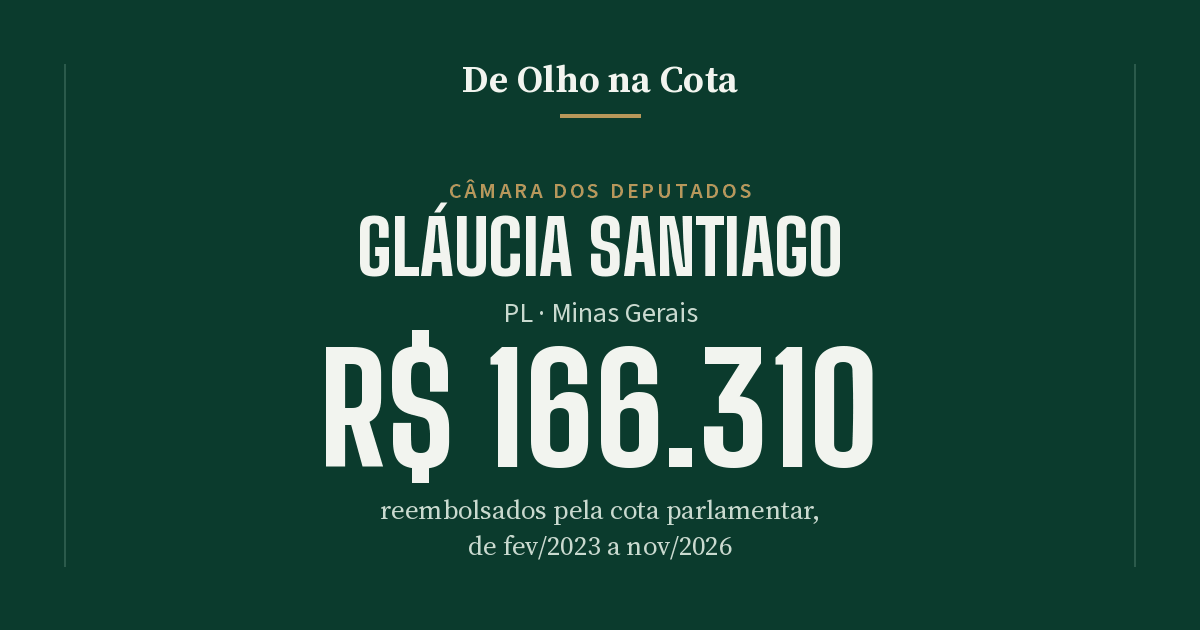 De Olho na Cota
CÂMARA DOS DEPUTADOS
GLÁUCIA SANTIAGO
PL · Minas Gerais
R$ 166.310
reembolsados pela cota parlamentar,
de fev/2023 a nov/2026